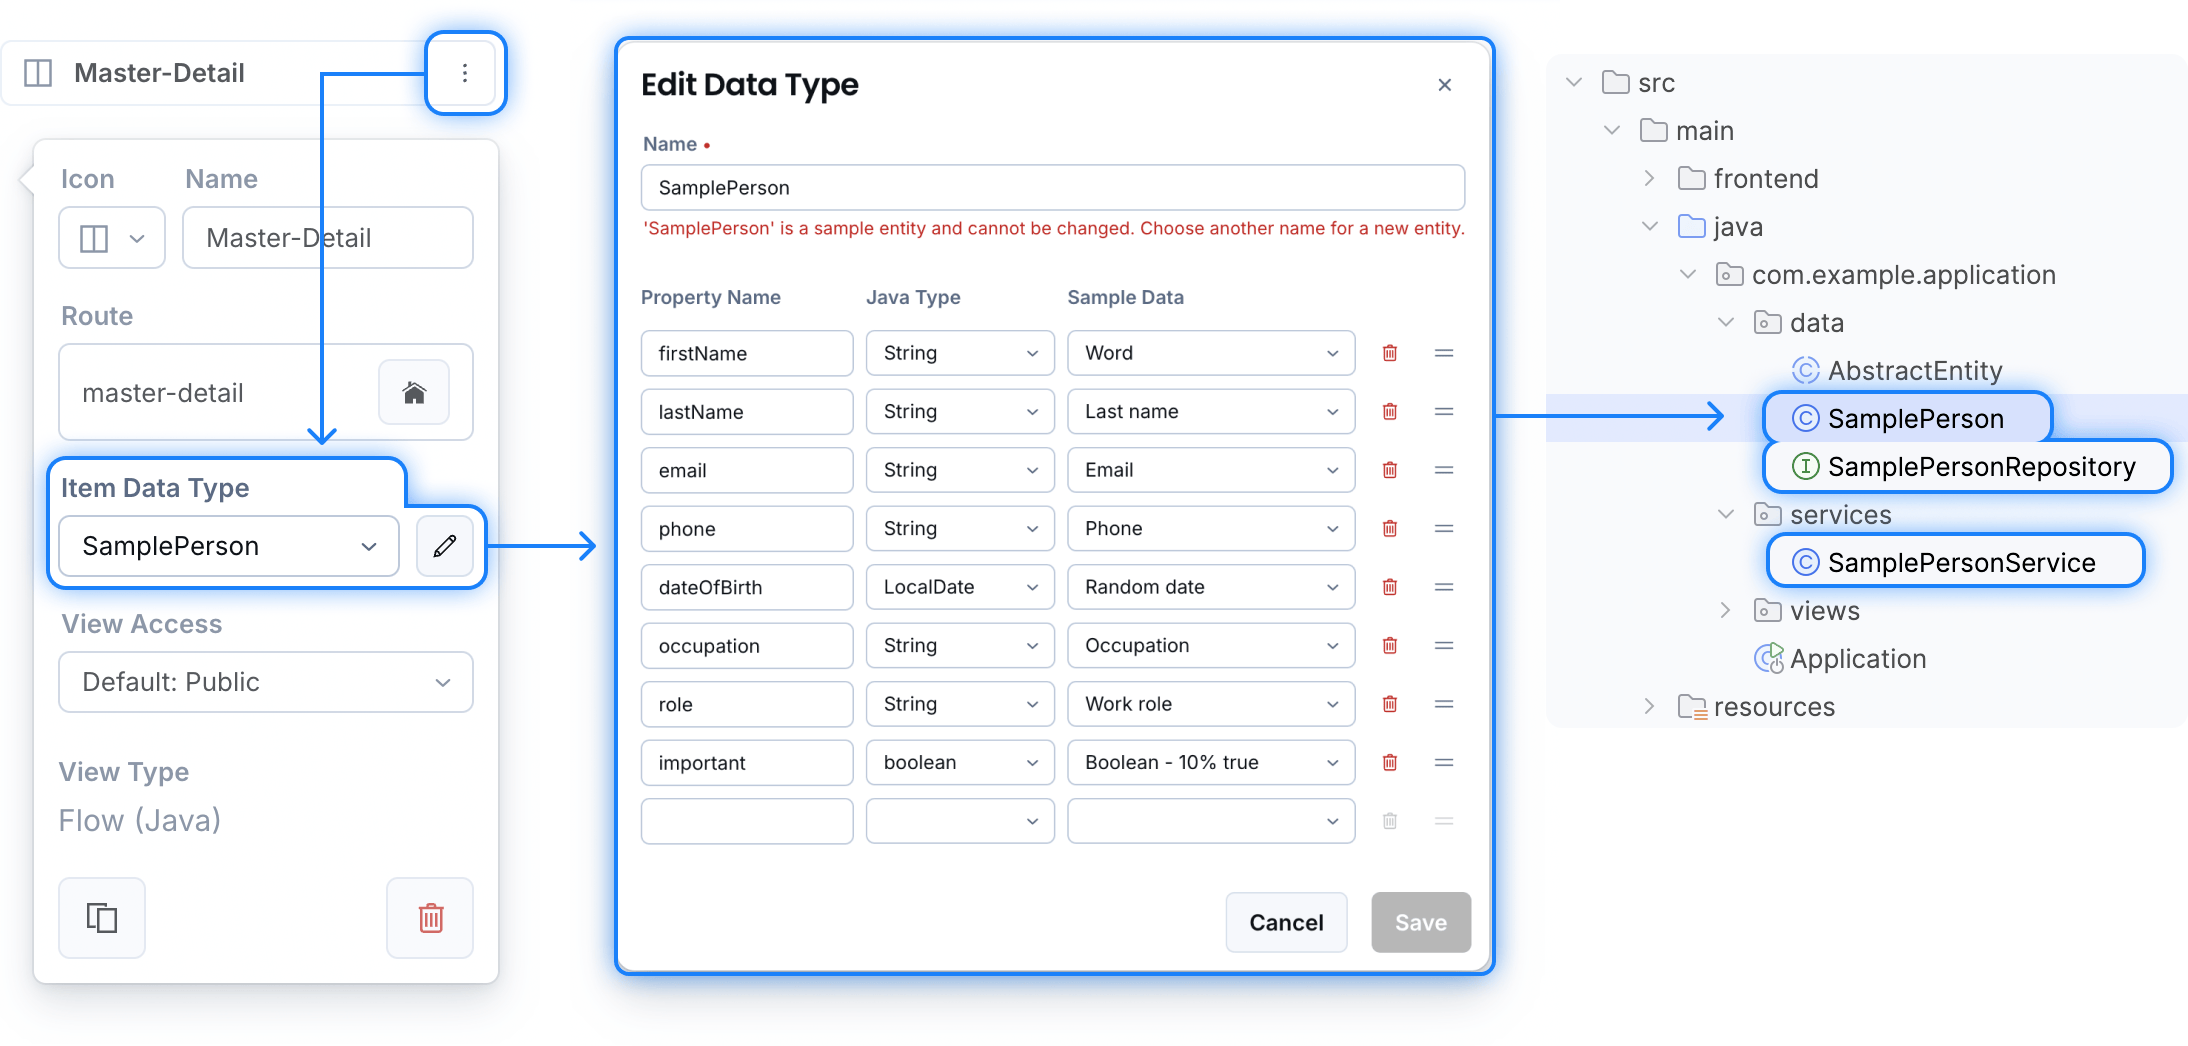 Master-Detail
Icon
Name
Master-Detail
Route
master-detail
Item Data Type
SamplePerson
View Access
Default: Public
View Type
Flow (Java)
Edit Data Type
Name
SamplePerson
'SamplePerson' is a sample entity and cannot be changed. Choose another name for a new entity.
Property Name Java Type Sample Data
firstName String Word
lastName String Last name
email String Email
phone String Phone
dateOfBirth LocalDate Random date
occupation String Occupation
role String Work role
important boolean Boolean - 10% true
Cancel Save
src
main
frontend
java
com.example.application
data
AbstractEntity
SamplePerson
SamplePersonRepository
services
SamplePersonService
views
Application
resources